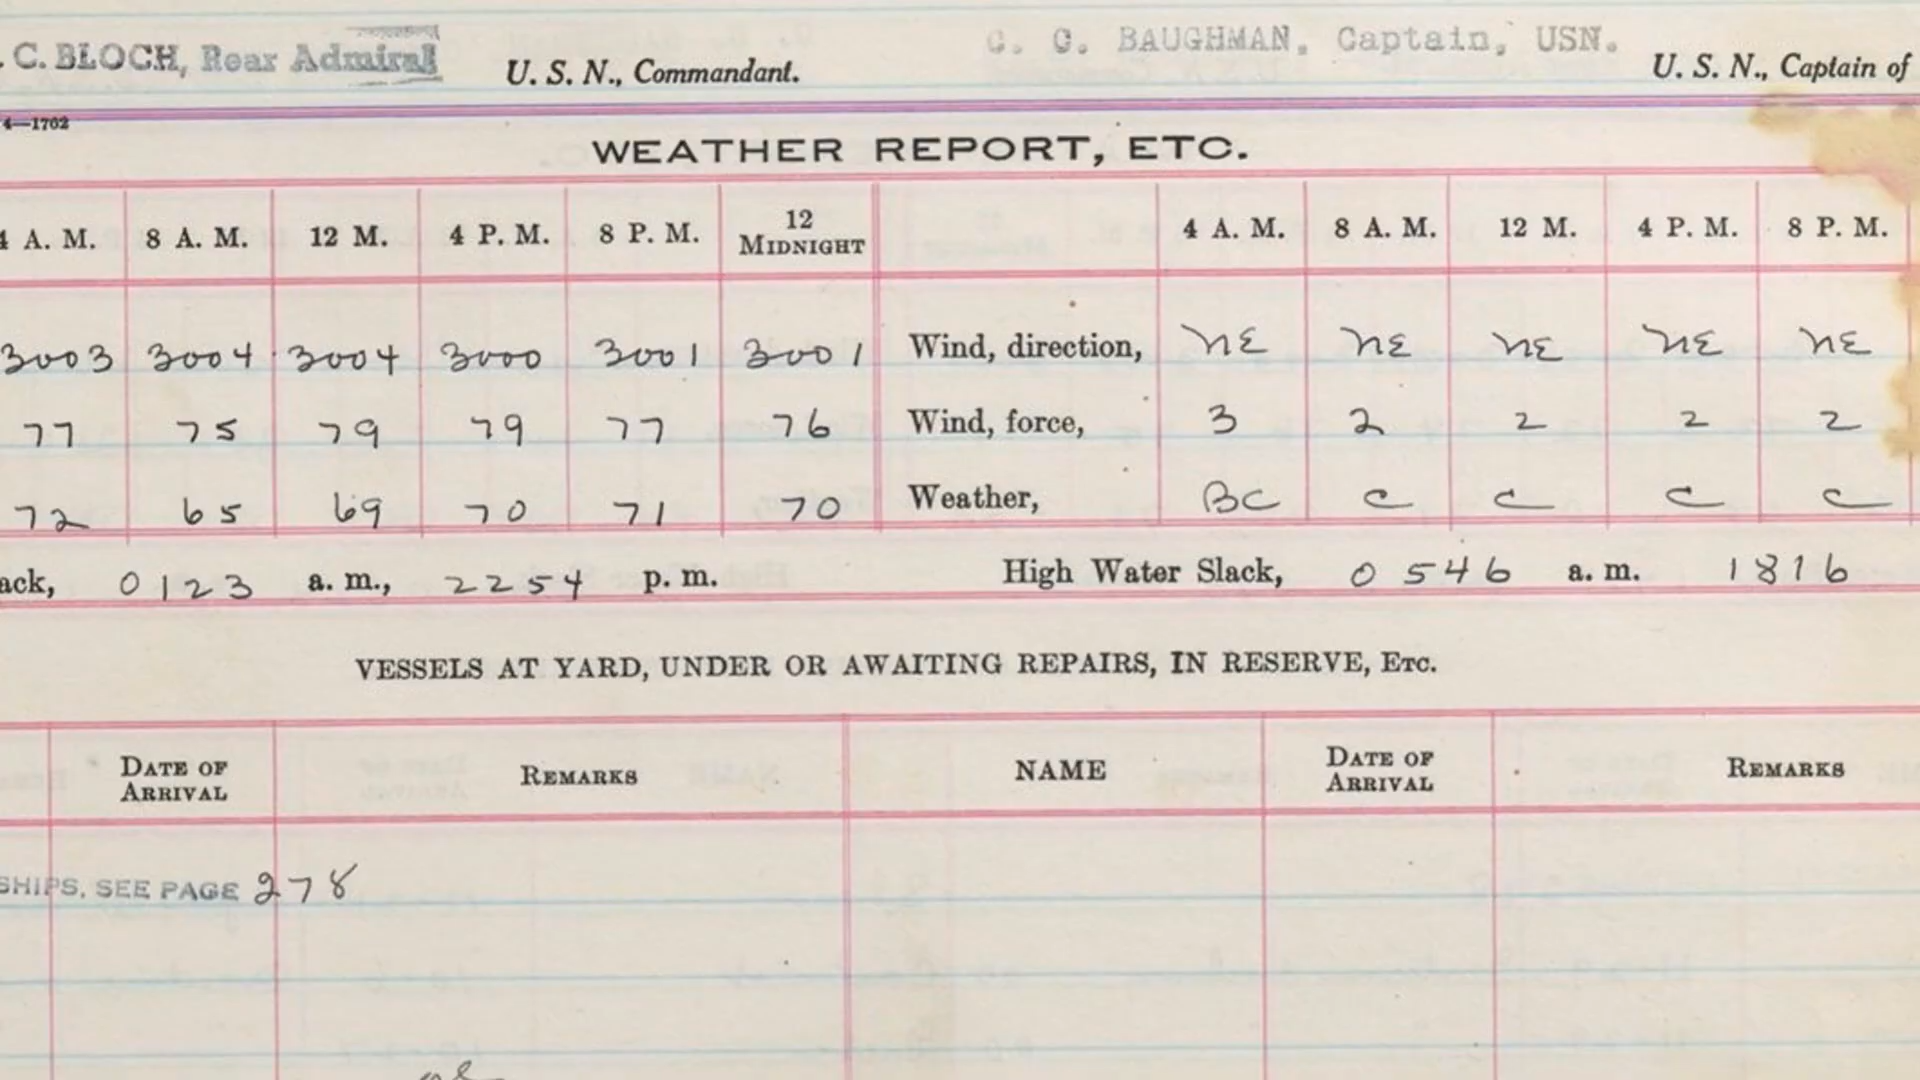 . C. BLOCH, Rear Admiral U. S. N., Commandant. C. C. BAUGHMAN, Captain, USN. U. S. N., Captain of
4—1762
WEATHER REPORT, ETC.
4 A. M. 8 A. M. 12 M. 4 P. M. 8 P. M. 12 MIDNIGHT 4 A. M. 8 A. M. 12 M. 4 P. M. 8 P. M.
3003 3004 3004 3000 3001 3001 Wind, direction, NE NE NE NE NE
77 75 79 79 77 76 Wind, force, 3 2 2 2 2
72 65 69 70 71 70 Weather, BC C C C C
ack, 0123 a. m., 2254 p. m. High Water Slack, 0546 a. m. 1816
VESSELS AT YARD, UNDER OR AWAITING REPAIRS, IN RESERVE, ETC.
DATE OF ARRIVAL REMARKS NAME DATE OF ARRIVAL REMARKS
SHIPS, SEE PAGE 278